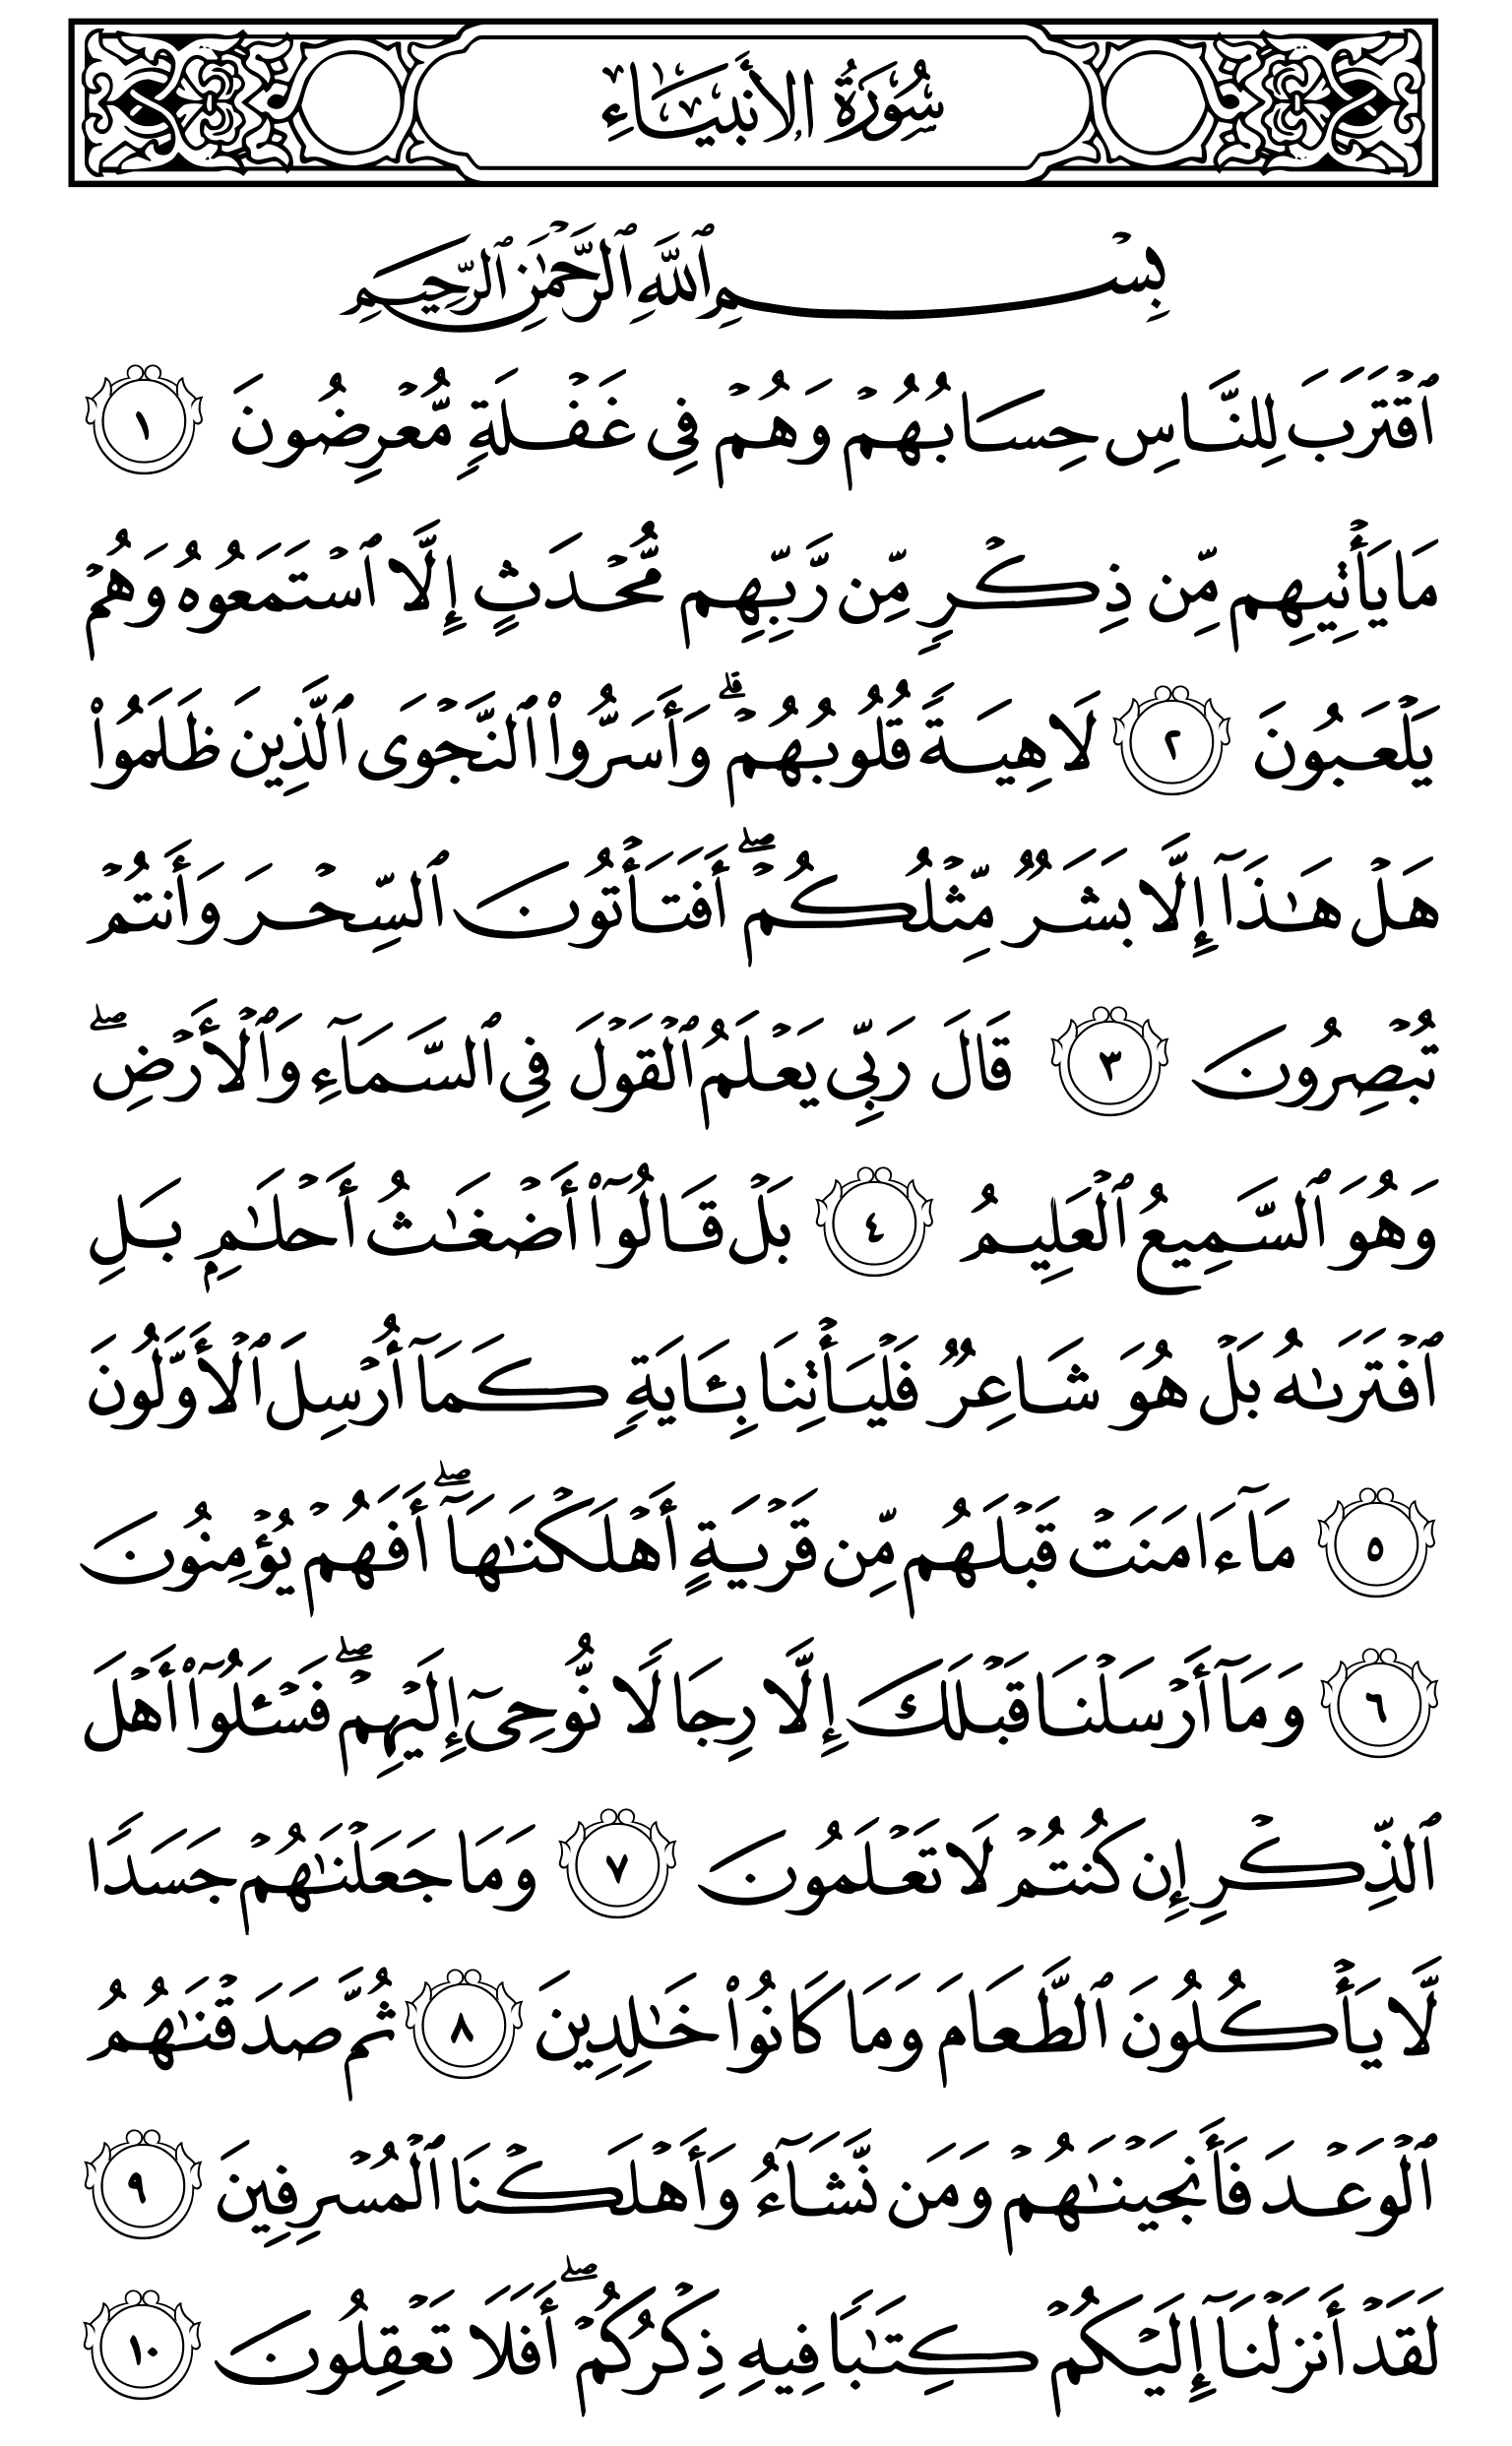 سُورَةُ الأَنبِيَاءِ
بِسْمِ ٱللَّهِ ٱلرَّحْمَٰنِ ٱلرَّحِيمِ
ٱقْتَرَبَ لِلنَّاسِ حِسَابُهُمْ وَهُمْ فِى غَفْلَةٍ مُّعْرِضُونَ ١
مَا يَأْتِيهِم مِّن ذِكْرٍ مِّن رَّبِّهِم مُّحْدَثٍ إِلَّا ٱسْتَمَعُوهُ وَهُمْ
يَلْعَبُونَ ٢ لَاهِيَةً قُلُوبُهُمْ ۗ وَأَسَرُّوا۟ ٱلنَّجْوَى ٱلَّذِينَ ظَلَمُوا۟
هَلْ هَٰذَآ إِلَّا بَشَرٌ مِّثْلُكُمْ ۖ أَفَتَأْتُونَ ٱلسِّحْرَ وَأَنتُمْ
تُبْصِرُونَ ٣ قَالَ رَبِّى يَعْلَمُ ٱلْقَوْلَ فِى ٱلسَّمَآءِ وَٱلْأَرْضِ ۖ
وَهُوَ ٱلسَّمِيعُ ٱلْعَلِيمُ ٤ بَلْ قَالُوٓا۟ أَضْغَٰثُ أَحْلَٰمٍۭ بَلِ
ٱفْتَرَىٰهُ بَلْ هُوَ شَاعِرٌ فَلْيَأْتِنَا بِـَٔايَةٍ كَمَآ أُرْسِلَ ٱلْأَوَّلُونَ
٥ مَآ ءَامَنَتْ قَبْلَهُم مِّن قَرْيَةٍ أَهْلَكْنَٰهَآ ۖ أَفَهُمْ يُؤْمِنُونَ
٦ وَمَآ أَرْسَلْنَا قَبْلَكَ إِلَّا رِجَالًا نُّوحِىٓ إِلَيْهِمْ ۖ فَسْـَٔلُوٓا۟ أَهْلَ
ٱلذِّكْرِ إِن كُنتُمْ لَا تَعْلَمُونَ ٧ وَمَا جَعَلْنَٰهُمْ جَسَدًا
لَّا يَأْكُلُونَ ٱلطَّعَامَ وَمَا كَانُوا۟ خَٰلِدِينَ ٨ ثُمَّ صَدَقْنَٰهُمُ
ٱلْوَعْدَ فَأَنجَيْنَٰهُمْ وَمَن نَّشَآءُ وَأَهْلَكْنَا ٱلْمُسْرِفِينَ ٩
لَقَدْ أَنزَلْنَآ إِلَيْكُمْ كِتَٰبًا فِيهِ ذِكْرُكُمْ ۖ أَفَلَا تَعْقِلُونَ ١٠